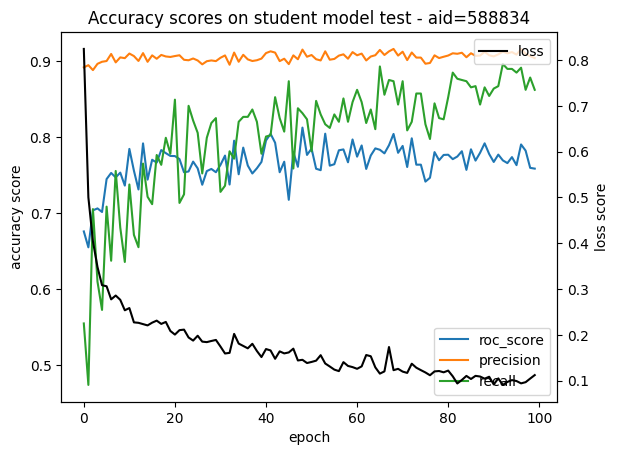 Accuracy scores on student model test - aid=588834
loss
accuracy score
0.9
0.8
0.7
0.6
0.5
0.8
0.7
0.6
0.5
0.4
0.3
0.2
0.1
loss score
roc_score
precision
recall
0
20
40
60
80
100
epoch